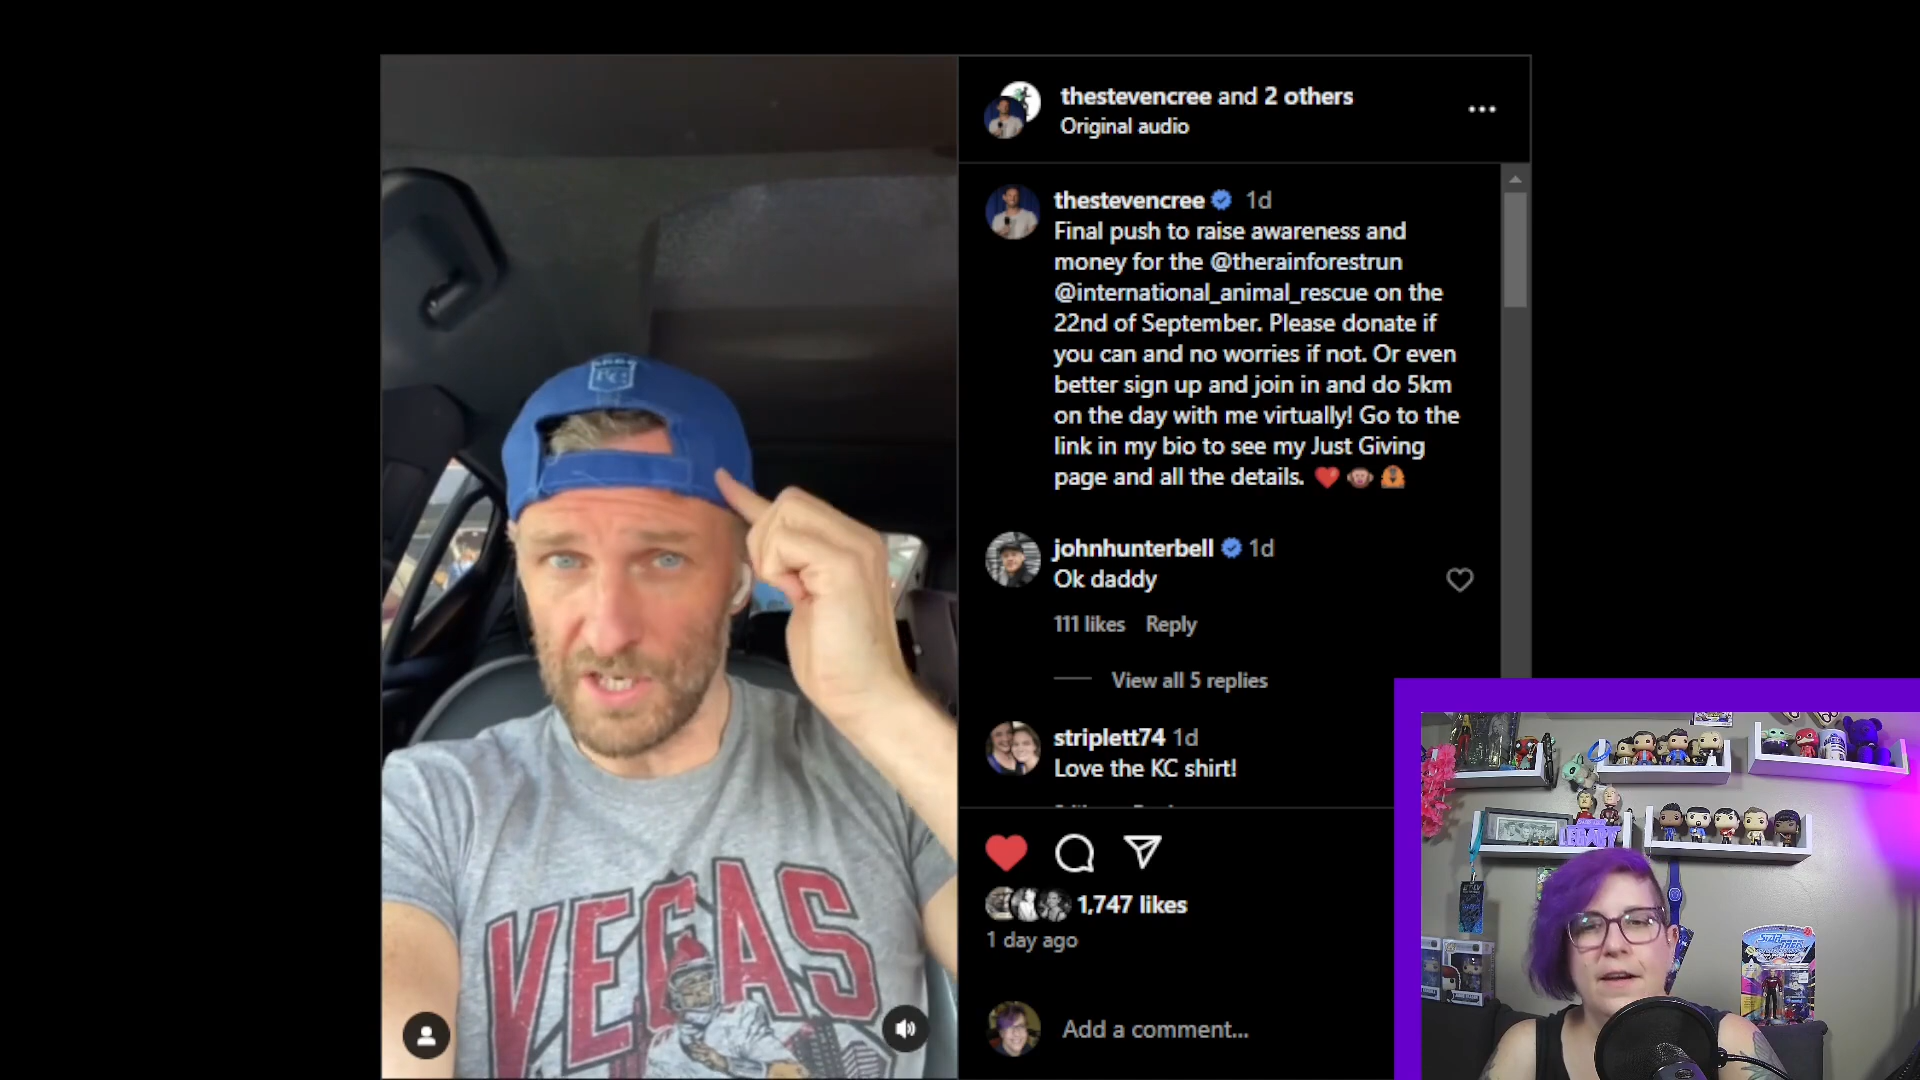 thestevencree and 2 others
Original audio
thestevencree 1d
Final push to raise awareness and
money for the @therainforestrun
@international_animal_rescue on the
22nd of September. Please donate if
you can and no worries if not. Or even
better sign up and join in and do 5km
on the day with me virtually! Go to the
link in my bio to see my Just Giving
page and all the details.
johnhunterbell 1d
Ok daddy
111 likes Reply
View all 5 replies
striplett74 1d
Love the KC shirt!
1,747 likes
1 day ago
Add a comment...
KC
VEGAS
LEGACY
STAR TREK